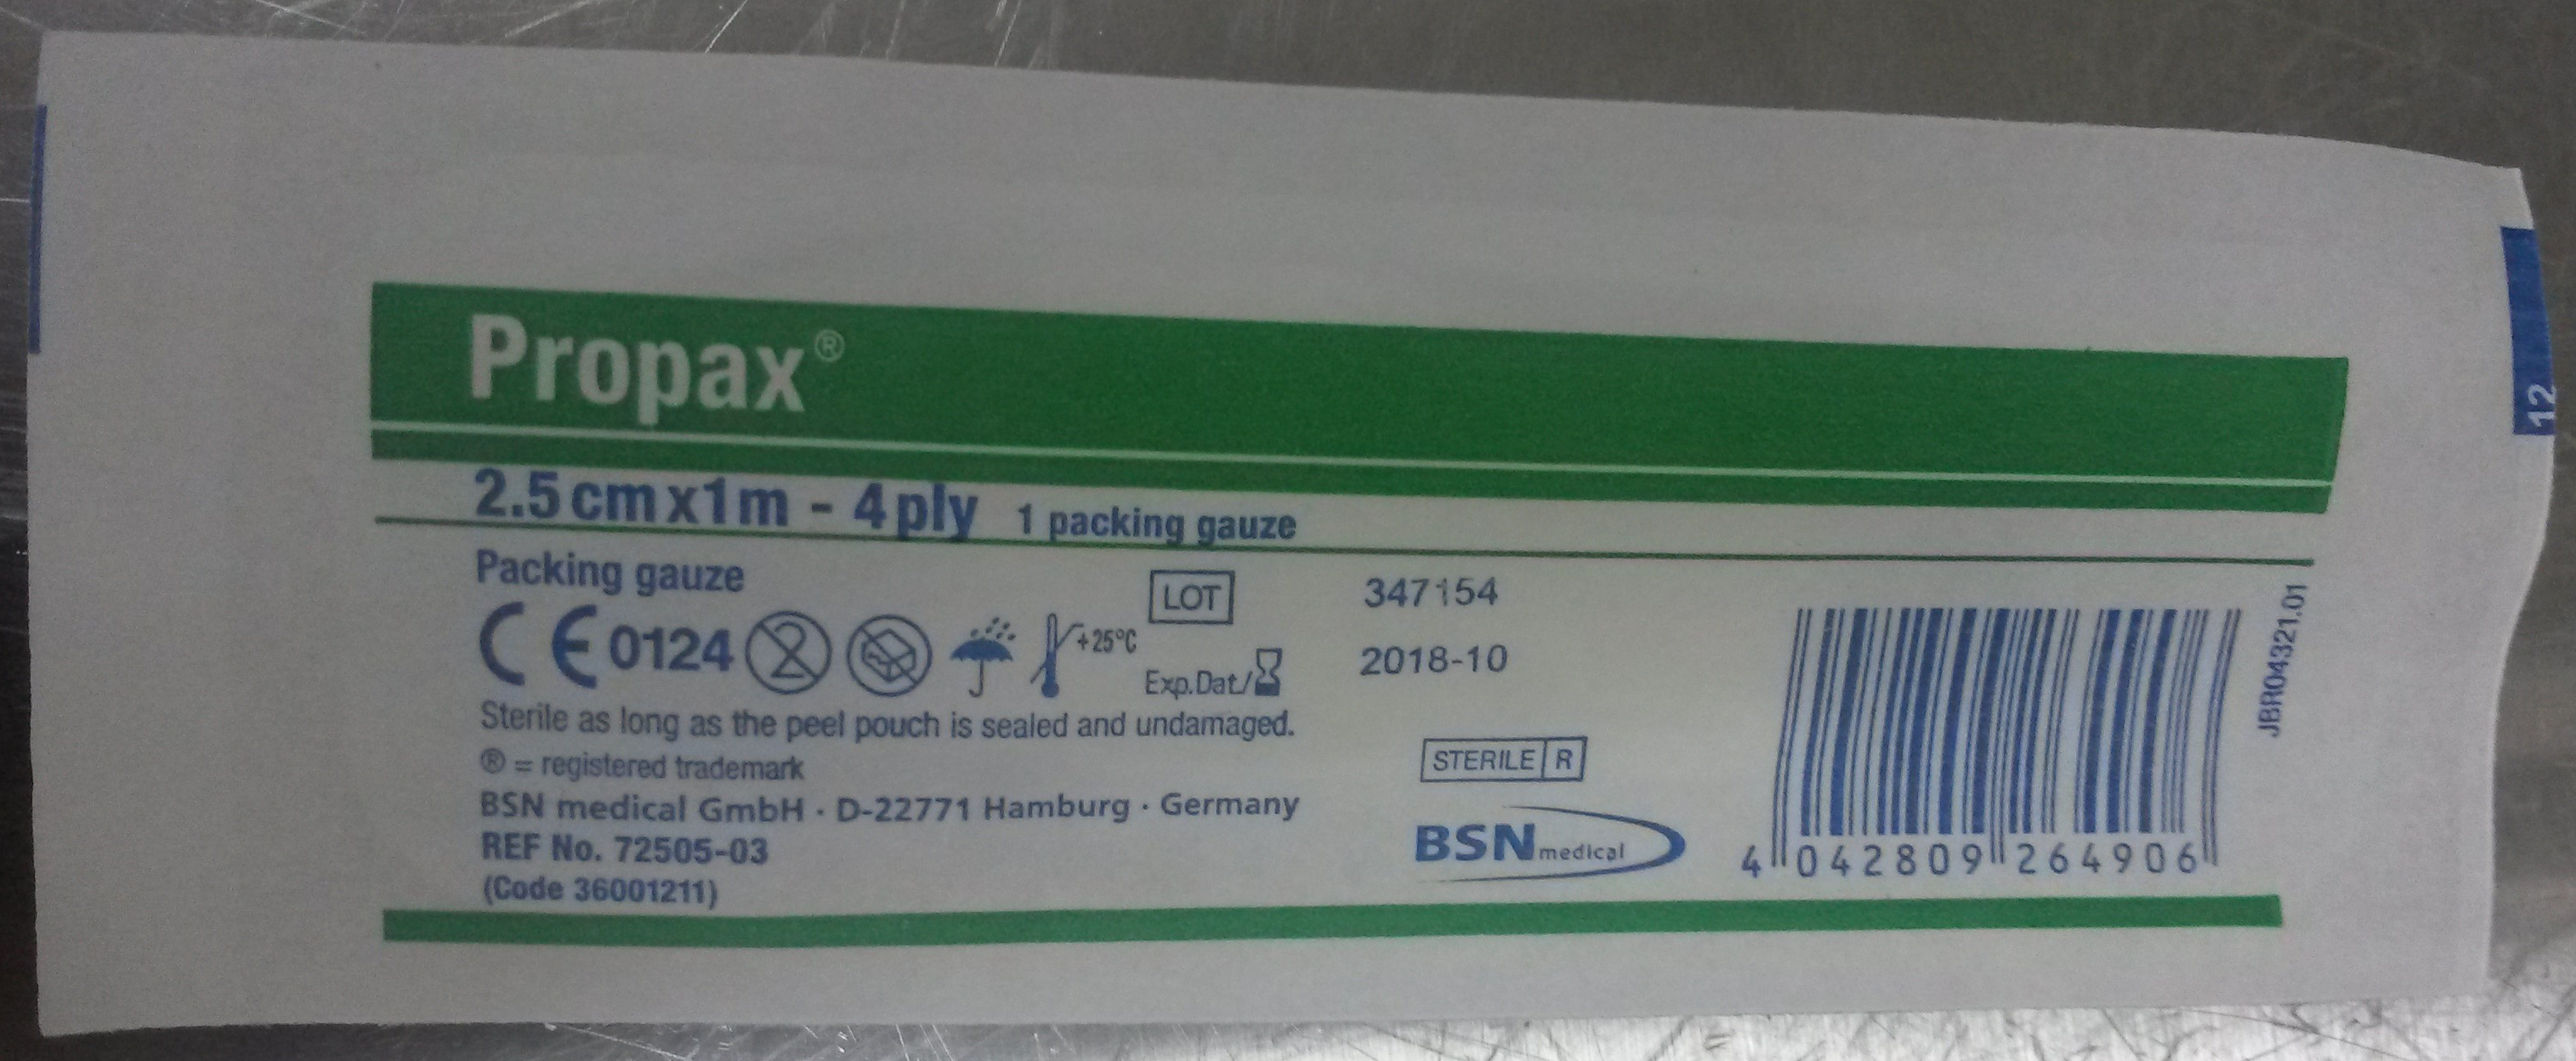 Propax®
2.5 cm x 1 m - 4 ply 1 packing gauze
Packing gauze
LOT 347154
CE 0124
+25°C
Exp.Dat/ 2018-10
Sterile as long as the peel pouch is sealed and undamaged.
® = registered trademark
STERILE R
BSN medical GmbH · D-22771 Hamburg · Germany
REF No. 72505-03
(Code 36001211)
BSN medical
4 042809 264906
JBR04321.01
12